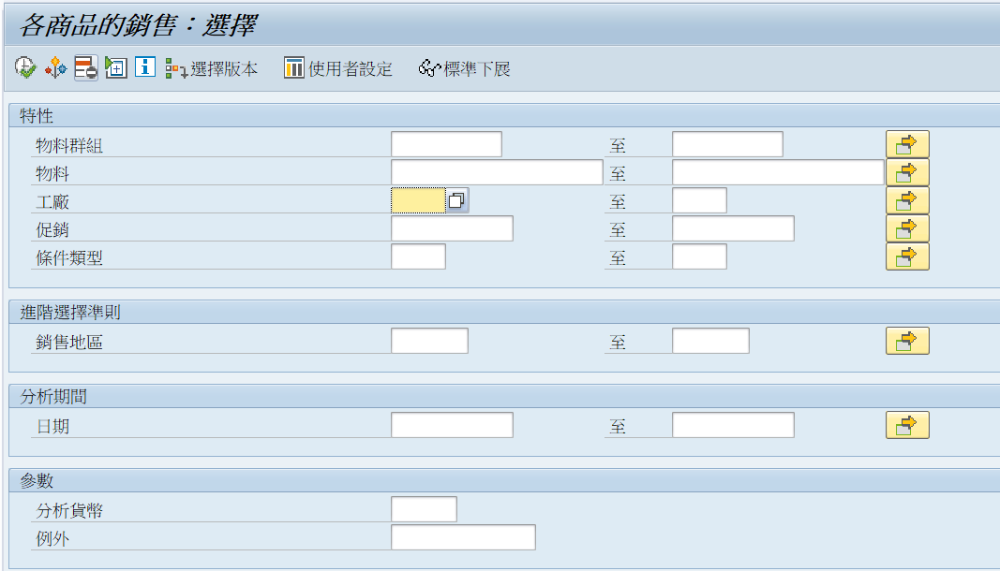 各商品的銷售：選擇
選擇版本 使用者設定 標準下展
特性
物料群組 至
物料 至
工廠 至
促銷 至
條件類型 至
進階選擇準則
銷售地區 至
分析期間
日期 至
參數
分析貨幣
例外